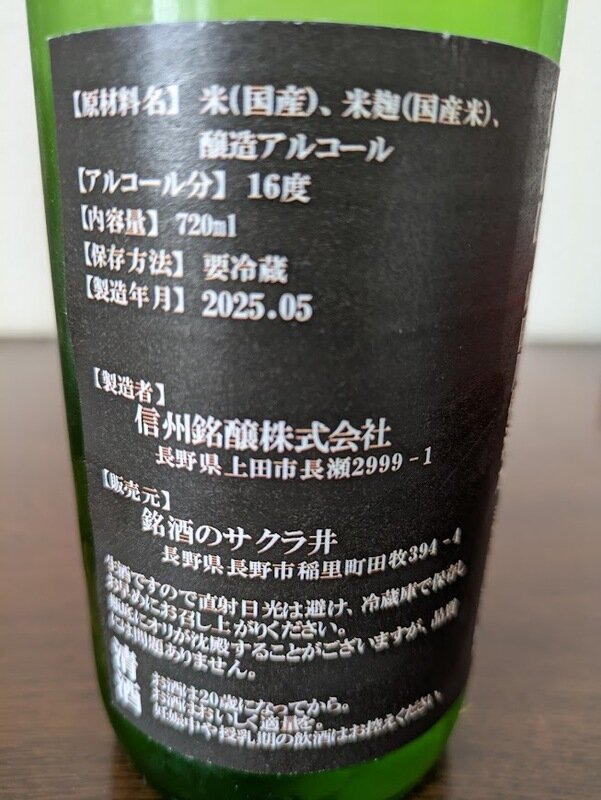 【原材料名】 米(国産)、米麹(国産米)、
醸造アルコール
【アルコール分】 16度
【内容量】 720ml
【保存方法】 要冷蔵
【製造年月】 2025.05
【製造者】
信州銘醸株式会社
長野県上田市長瀬2999-1
【販売元】
銘酒のサクラ井
長野県長野市稲里町田牧394-4
生酒ですので直射日光は避け、冷蔵庫で保存し
お早めにお召し上がりください。
瓶底にオリが沈殿することがございますが、品質
には問題ありません。
清酒
お酒は20歳になってから。
お酒はおいしく適量を。
妊娠中や授乳期の飲酒はお控えください。